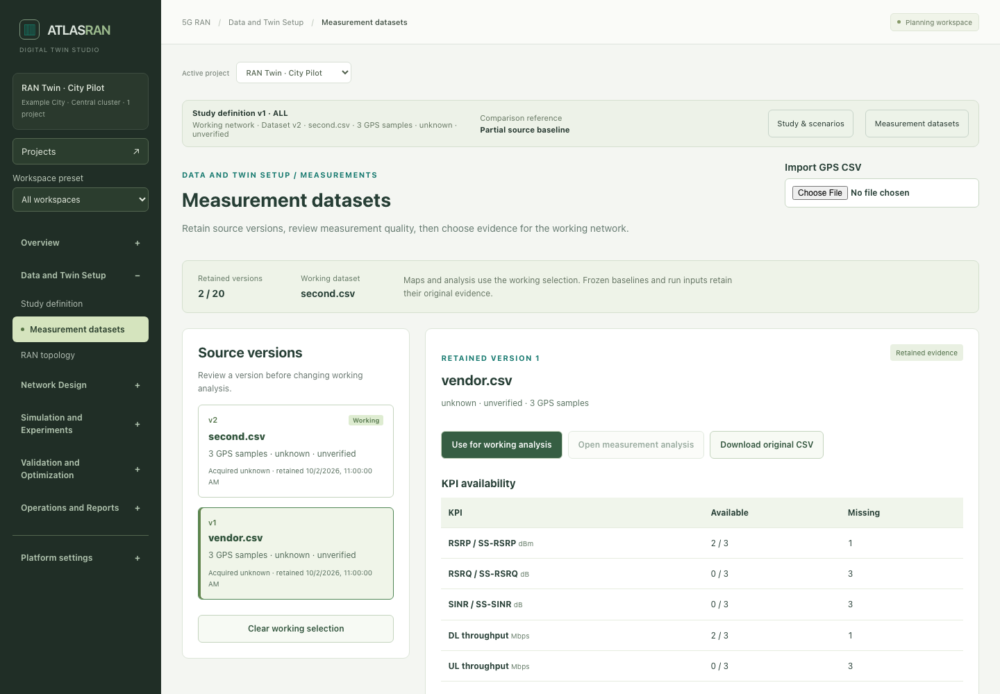 ATLASRAN
DIGITAL TWIN STUDIO
RAN Twin · City Pilot
Example City · Central cluster · 1
project
Projects ↗
Workspace preset
All workspaces
Overview +
Data and Twin Setup −
Study definition
Measurement datasets
RAN topology
Network Design +
Simulation and
Experiments +
Validation and
Optimization +
Operations and Reports +
Platform settings +
5G RAN / Data and Twin Setup / Measurement datasets
Planning workspace
Active project RAN Twin · City Pilot
Study definition v1 · ALL
Working network · Dataset v2 · second.csv · 3 GPS samples · unknown ·
unverified
Comparison reference
Partial source baseline
Study & scenarios
Measurement datasets
DATA AND TWIN SETUP / MEASUREMENTS
Measurement datasets
Retain source versions, review measurement quality, then choose evidence for the working network.
Import GPS CSV
Choose File No file chosen
Retained versions
2 / 20
Working dataset
second.csv
Maps and analysis use the working selection. Frozen baselines and run inputs retain
their original evidence.
Source versions
Review a version before changing working
analysis.
v2 Working
second.csv
3 GPS samples · unknown · unverified
Acquired unknown · retained 10/2/2026, 11:00:00
AM
v1
vendor.csv
3 GPS samples · unknown · unverified
Acquired unknown · retained 10/2/2026, 11:00:00
AM
Clear working selection
RETAINED VERSION 1
Retained evidence
vendor.csv
unknown · unverified · 3 GPS samples
Use for working analysis
Open measurement analysis
Download original CSV
KPI availability
KPI Available Missing
RSRP / SS-RSRP dBm 2 / 3 1
RSRQ / SS-RSRQ dB 0 / 3 3
SINR / SS-SINR dB 0 / 3 3
DL throughput Mbps 2 / 3 1
UL throughput Mbps 0 / 3 3